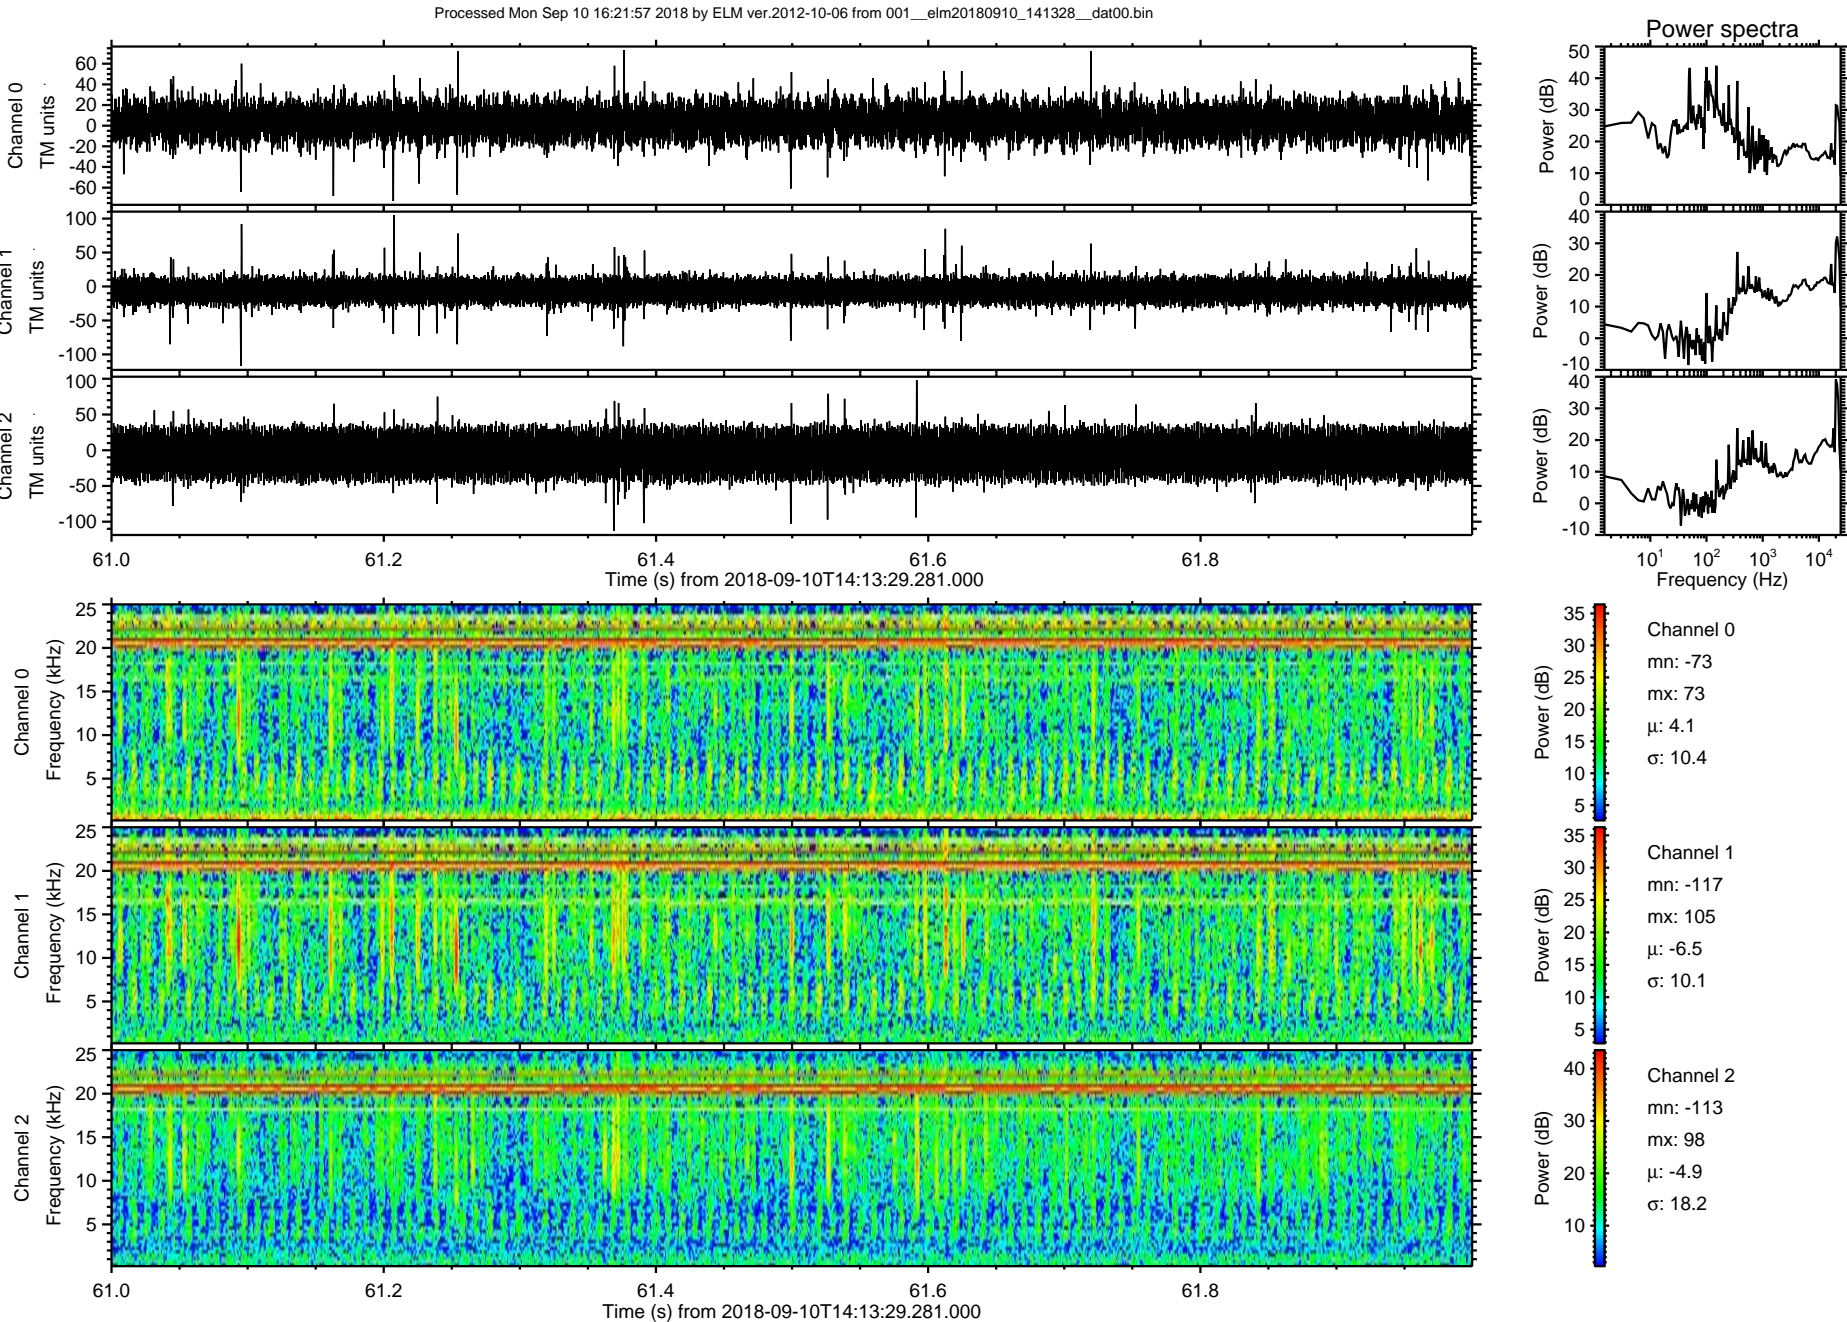 Processed Mon Sep 10 16:21:57 2018 by ELM ver.2012-10-06 from 001__elm20180910_141328__dat00.bin
Power spectra
Channel 0
TM units
60
40
20
0
-20
-40
-60
Power (dB)
50
40
30
20
10
0
Channel 1
TM units
100
50
0
-50
-100
Power (dB)
40
30
20
10
0
-10
Channel 2
TM units
100
50
0
-50
-100
Power (dB)
40
30
20
10
0
-10
61.0 61.2 61.4 61.6 61.8
Time (s) from 2018-09-10T14:13:29.281.000
10^1 10^2 10^3 10^4
Frequency (Hz)
Channel 0
Frequency (kHz)
25
20
15
10
5
Power (dB)
35
30
25
20
15
10
5
Channel 0
mn: -73
mx: 73
μ: 4.1
σ: 10.4
Channel 1
Frequency (kHz)
25
20
15
10
5
Power (dB)
35
30
25
20
15
10
5
Channel 1
mn: -117
mx: 105
μ: -6.5
σ: 10.1
Channel 2
Frequency (kHz)
25
20
15
10
5
Power (dB)
40
30
20
10
Channel 2
mn: -113
mx: 98
μ: -4.9
σ: 18.2
61.0 61.2 61.4 61.6 61.8
Time (s) from 2018-09-10T14:13:29.281.000